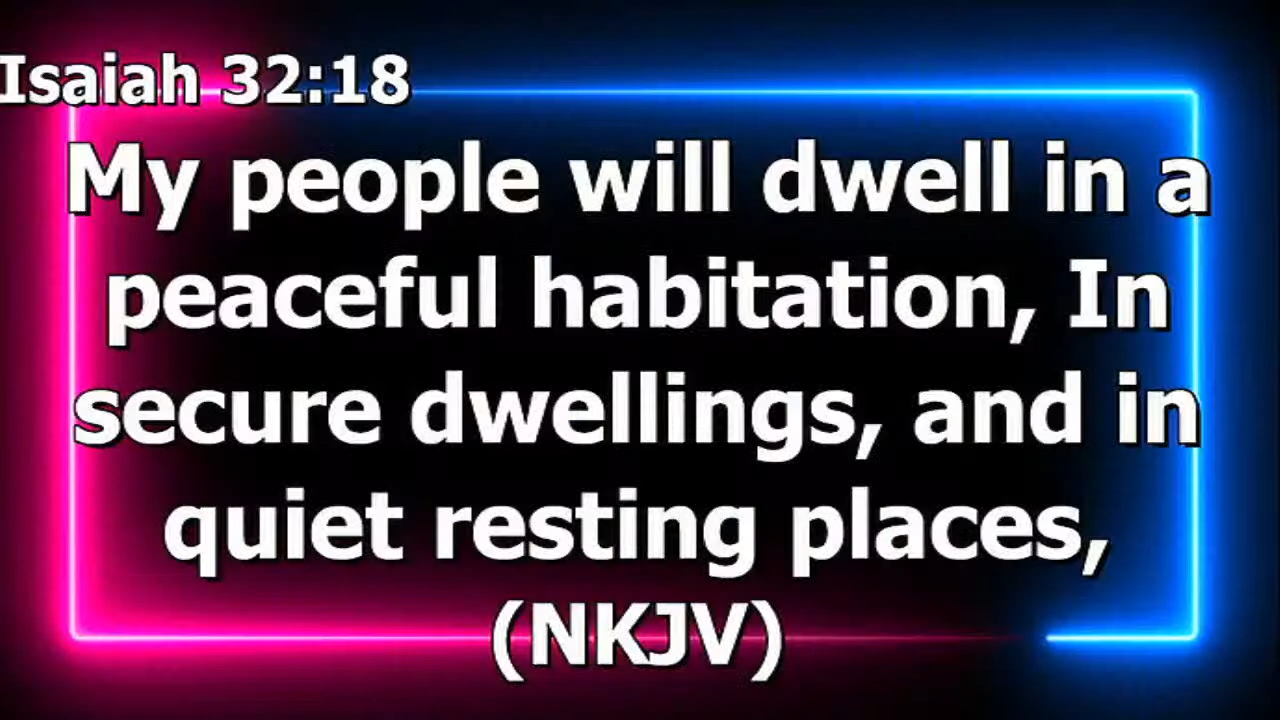 Isaiah 32:18
My people will dwell in a
peaceful habitation, In
secure dwellings, and in
quiet resting places,
(NKJV)